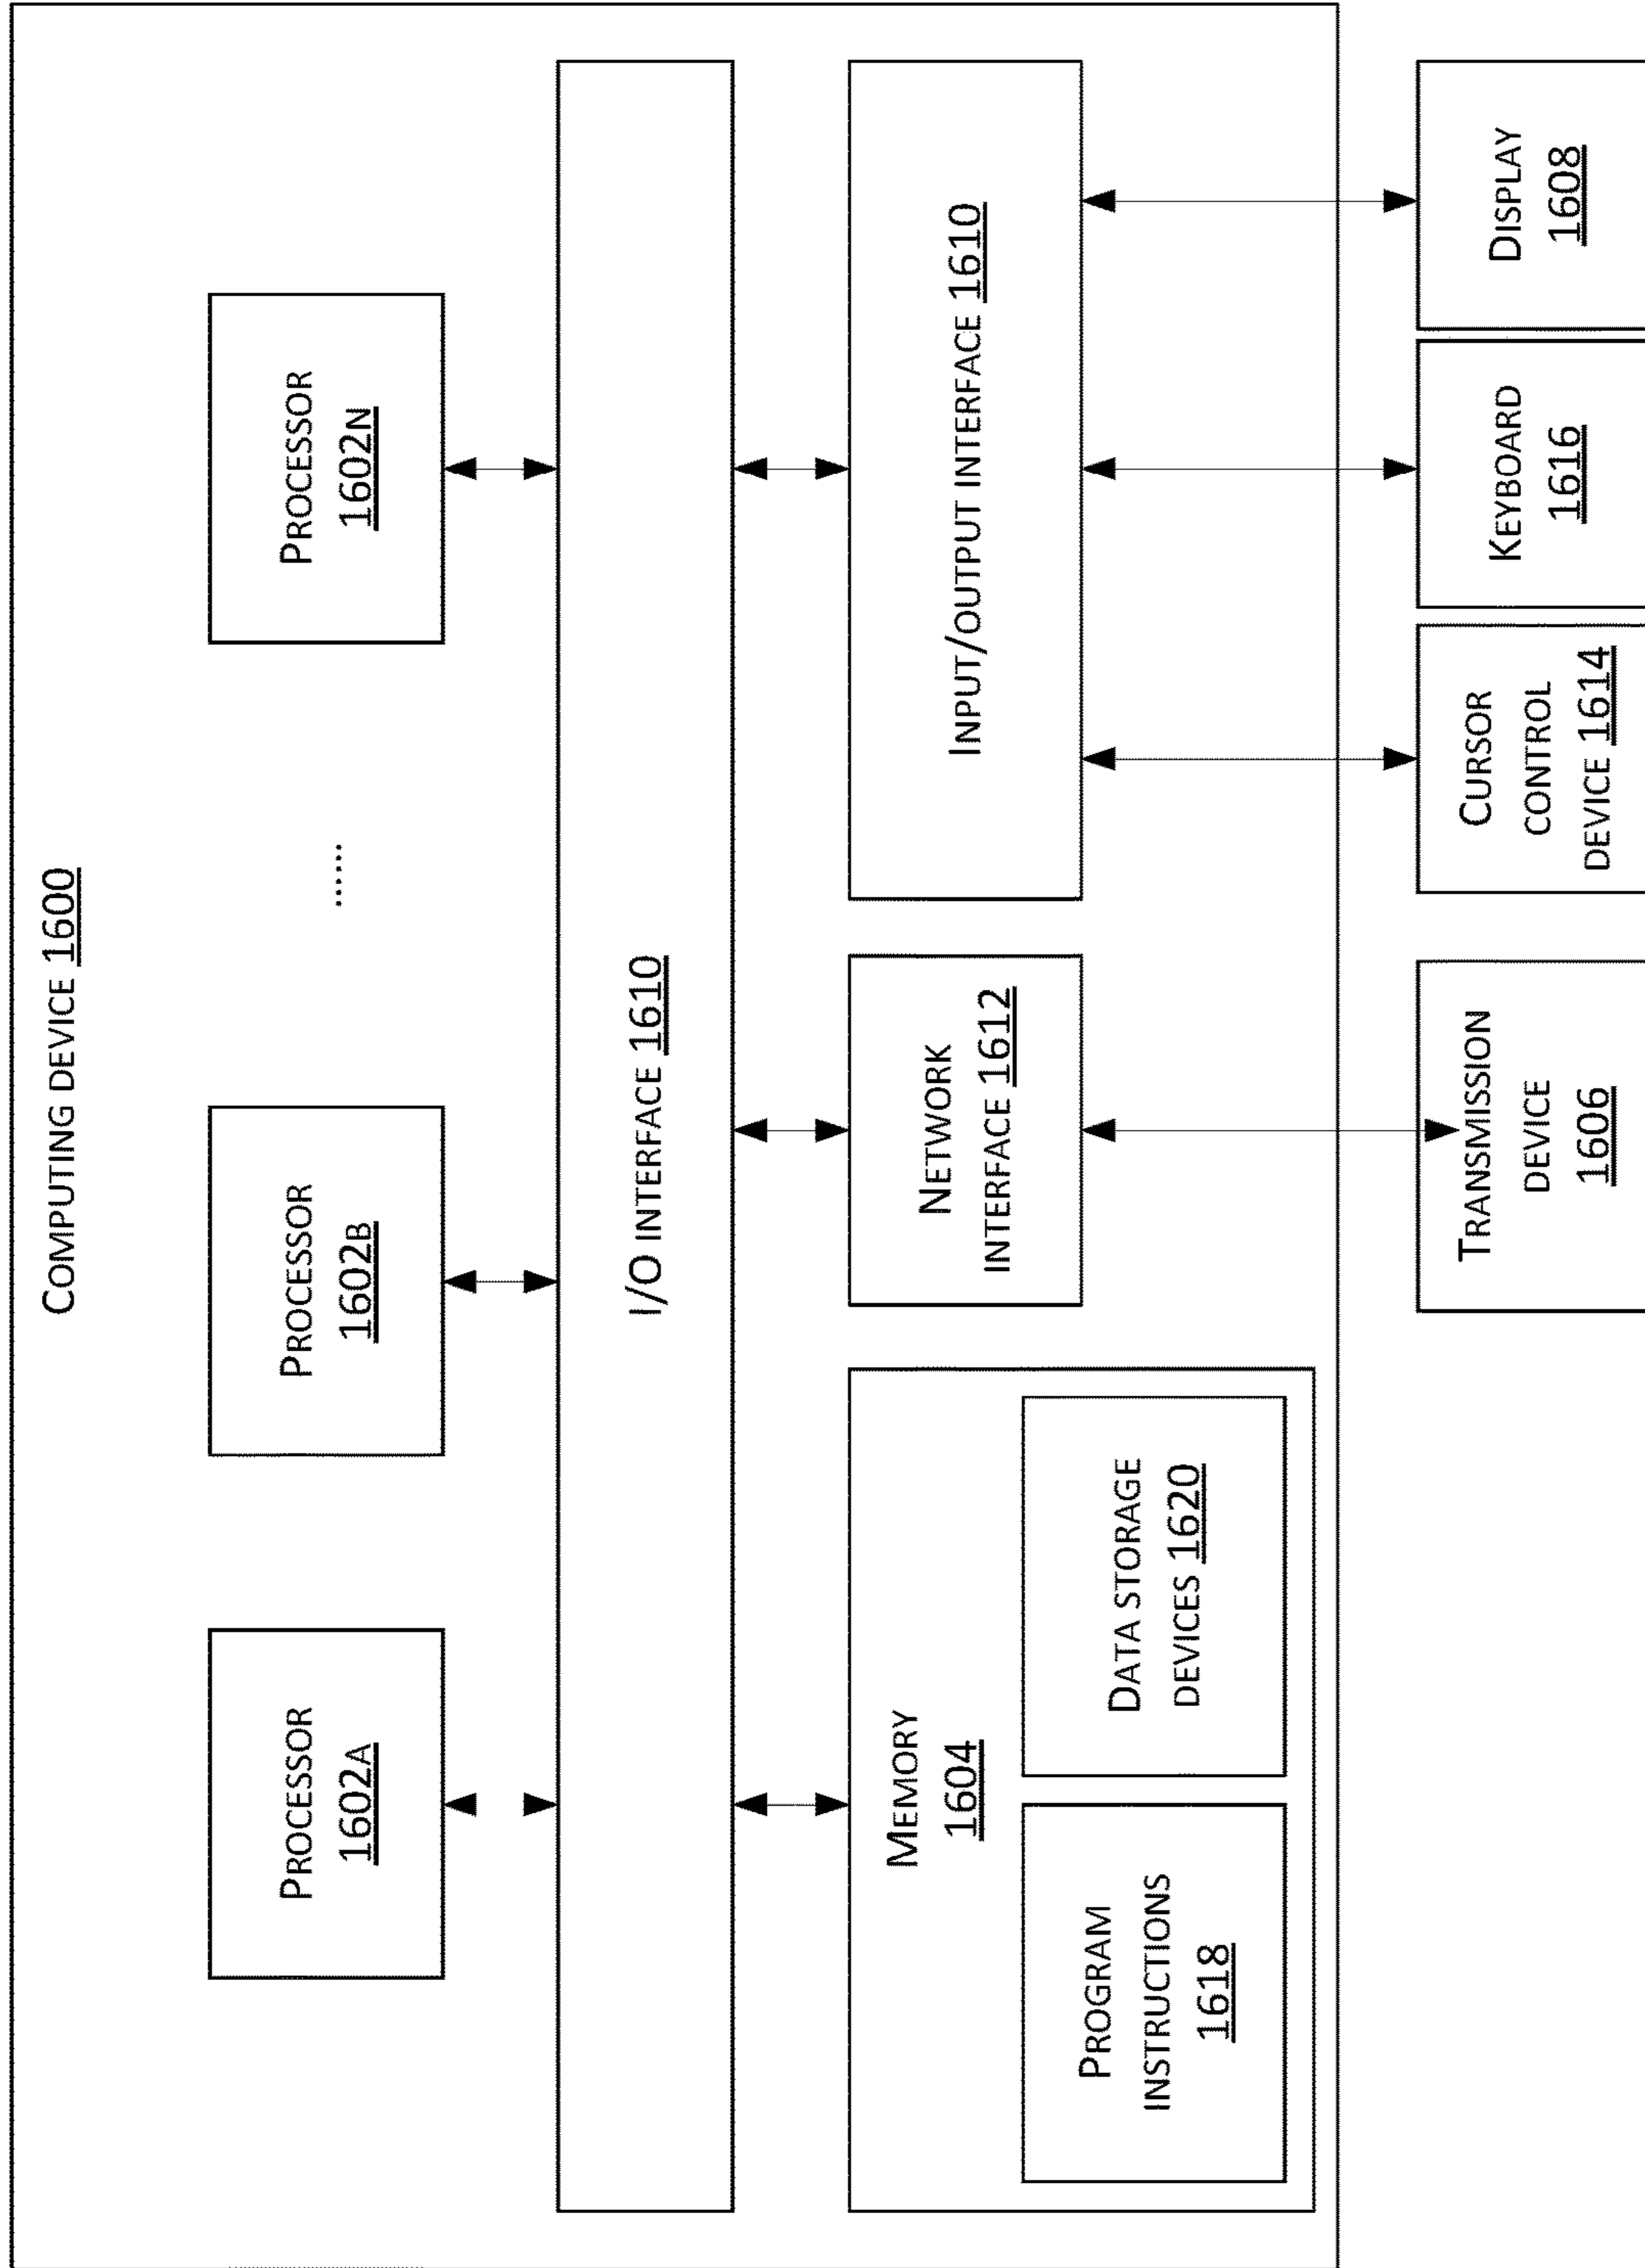 COMPUTING DEVICE 1600
PROCESSOR
1602A
PROCESSOR
1602B
......
PROCESSOR
1602N
I/O INTERFACE 1610
MEMORY
1604
PROGRAM
INSTRUCTIONS
1618
DATA STORAGE
DEVICES 1620
NETWORK
INTERFACE 1612
INPUT/OUTPUT INTERFACE 1610
TRANSMISSION
DEVICE
1606
CURSOR
CONTROL
DEVICE 1614
KEYBOARD
1616
DISPLAY
1608